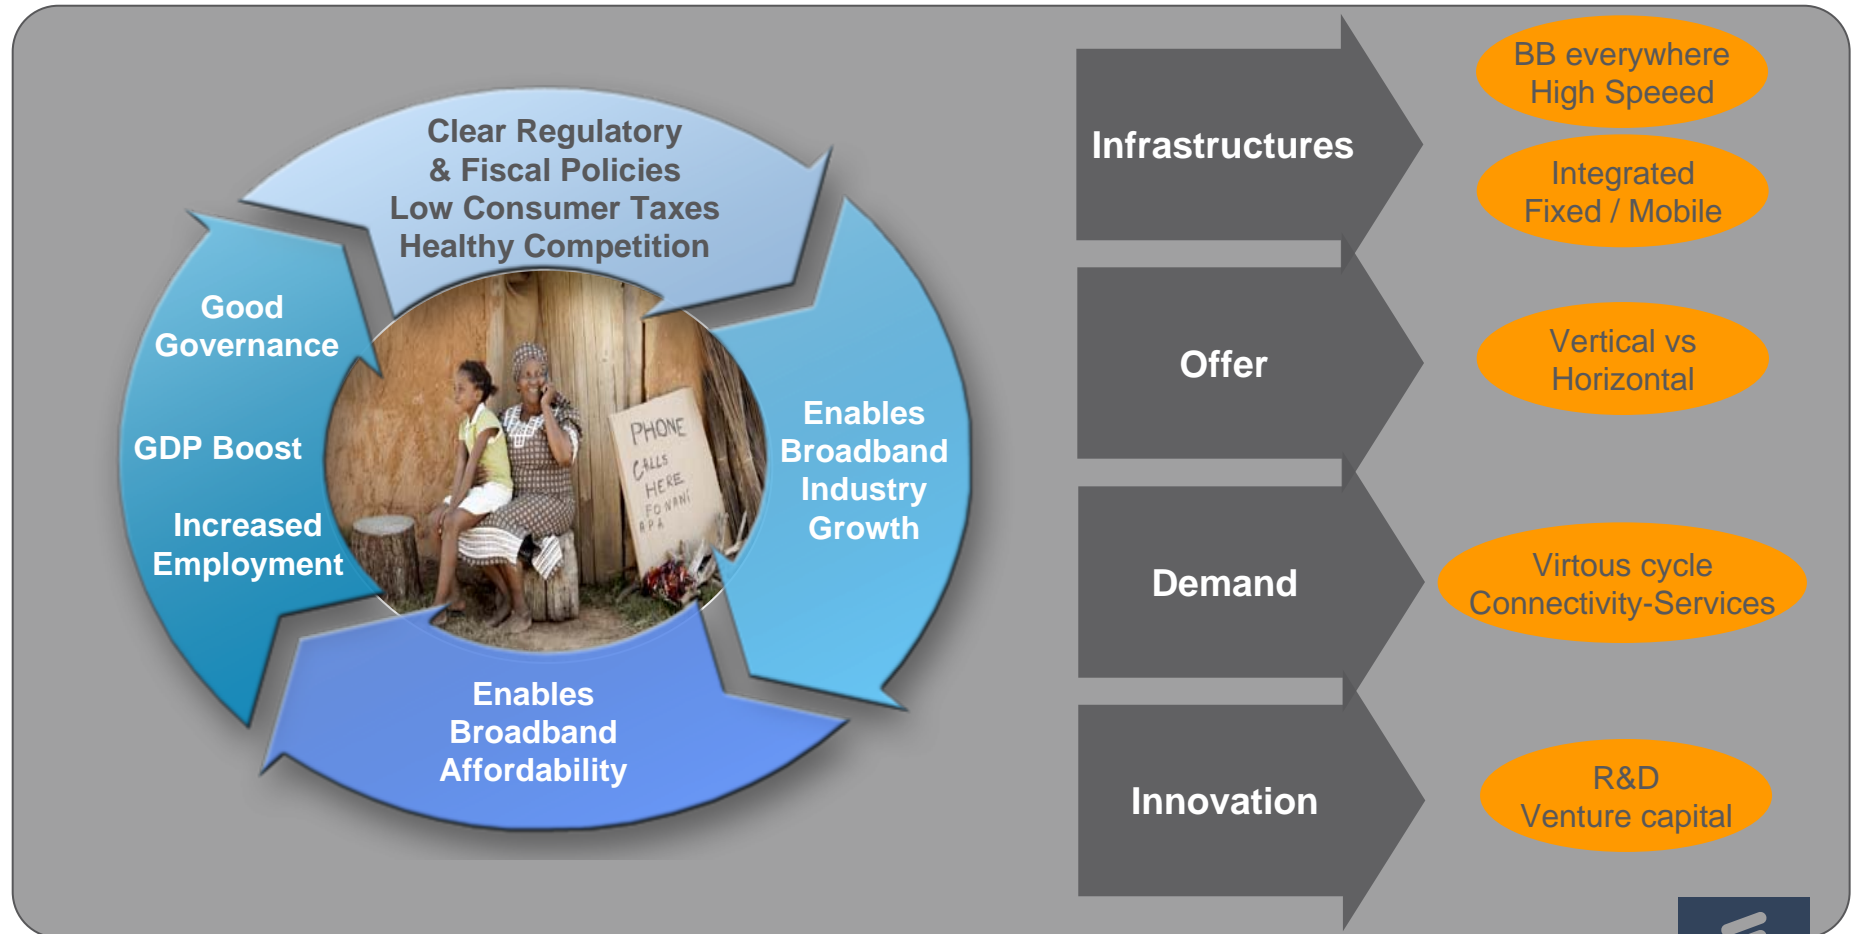 Clear Regulatory
& Fiscal Policies
Low Consumer Taxes
Healthy Competition
Good
Governance
GDP Boost
Increased
Employment
Enables
Broadband
Industry
Growth
Enables
Broadband
Affordability
PHONE
CALLS
HERE
FONANI
APA
Infrastructures
BB everywhere
High Speeed
Integrated
Fixed / Mobile
Offer
Vertical vs
Horizontal
Demand
Virtous cycle
Connectivity-Services
Innovation
R&D
Venture capital